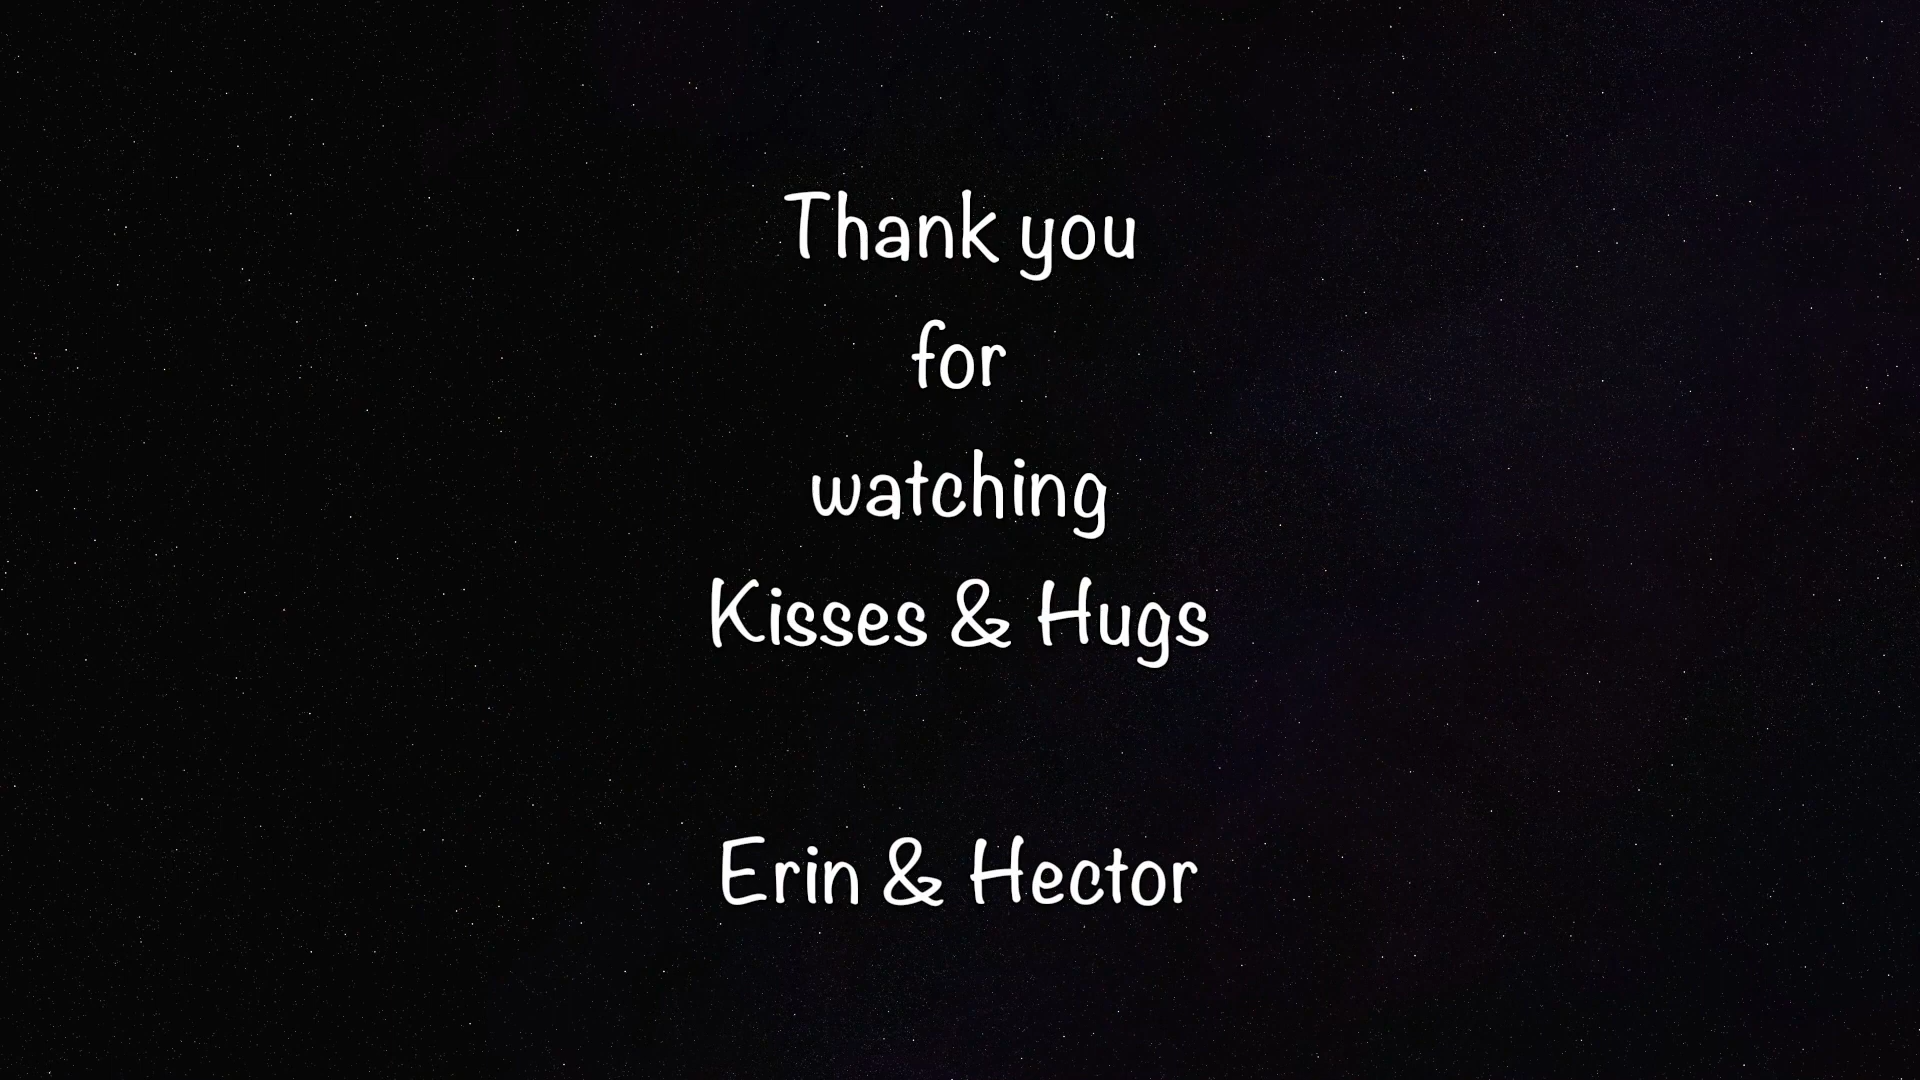 Thank you
for
watching
Kisses & Hugs
Erin & Hector